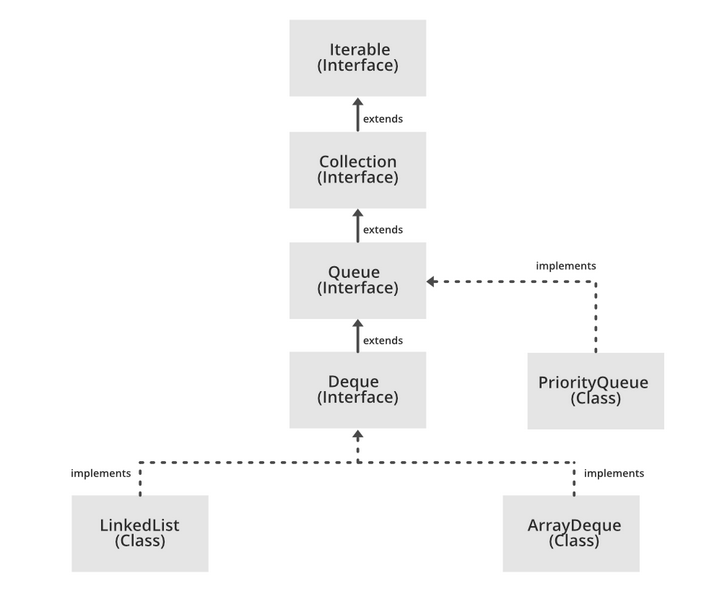 Iterable
(Interface)
extends
Collection
(Interface)
extends
implements
Queue
(Interface)
extends
Deque
(Interface)
PriorityQueue
(Class)
implements
implements
LinkedList
(Class)
ArrayDeque
(Class)